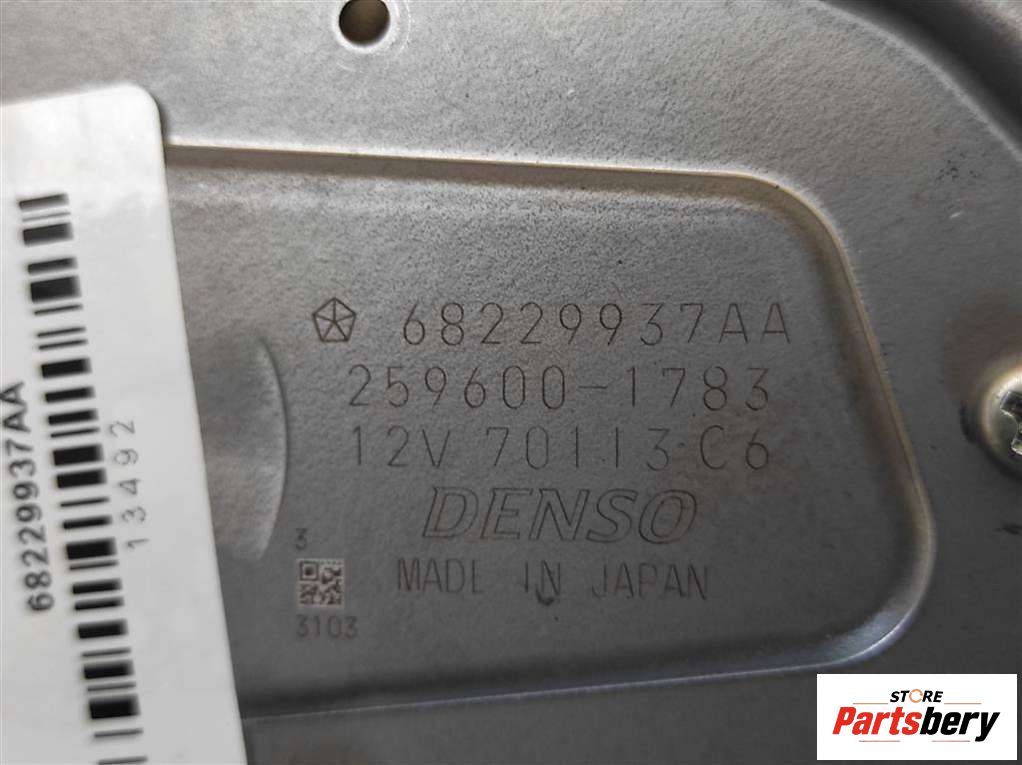 68229937AA
259600-1783
12V 70113 C6
DENSO
MADE IN JAPAN
3
3103
68229937AA
13492
STORE
Partsbery